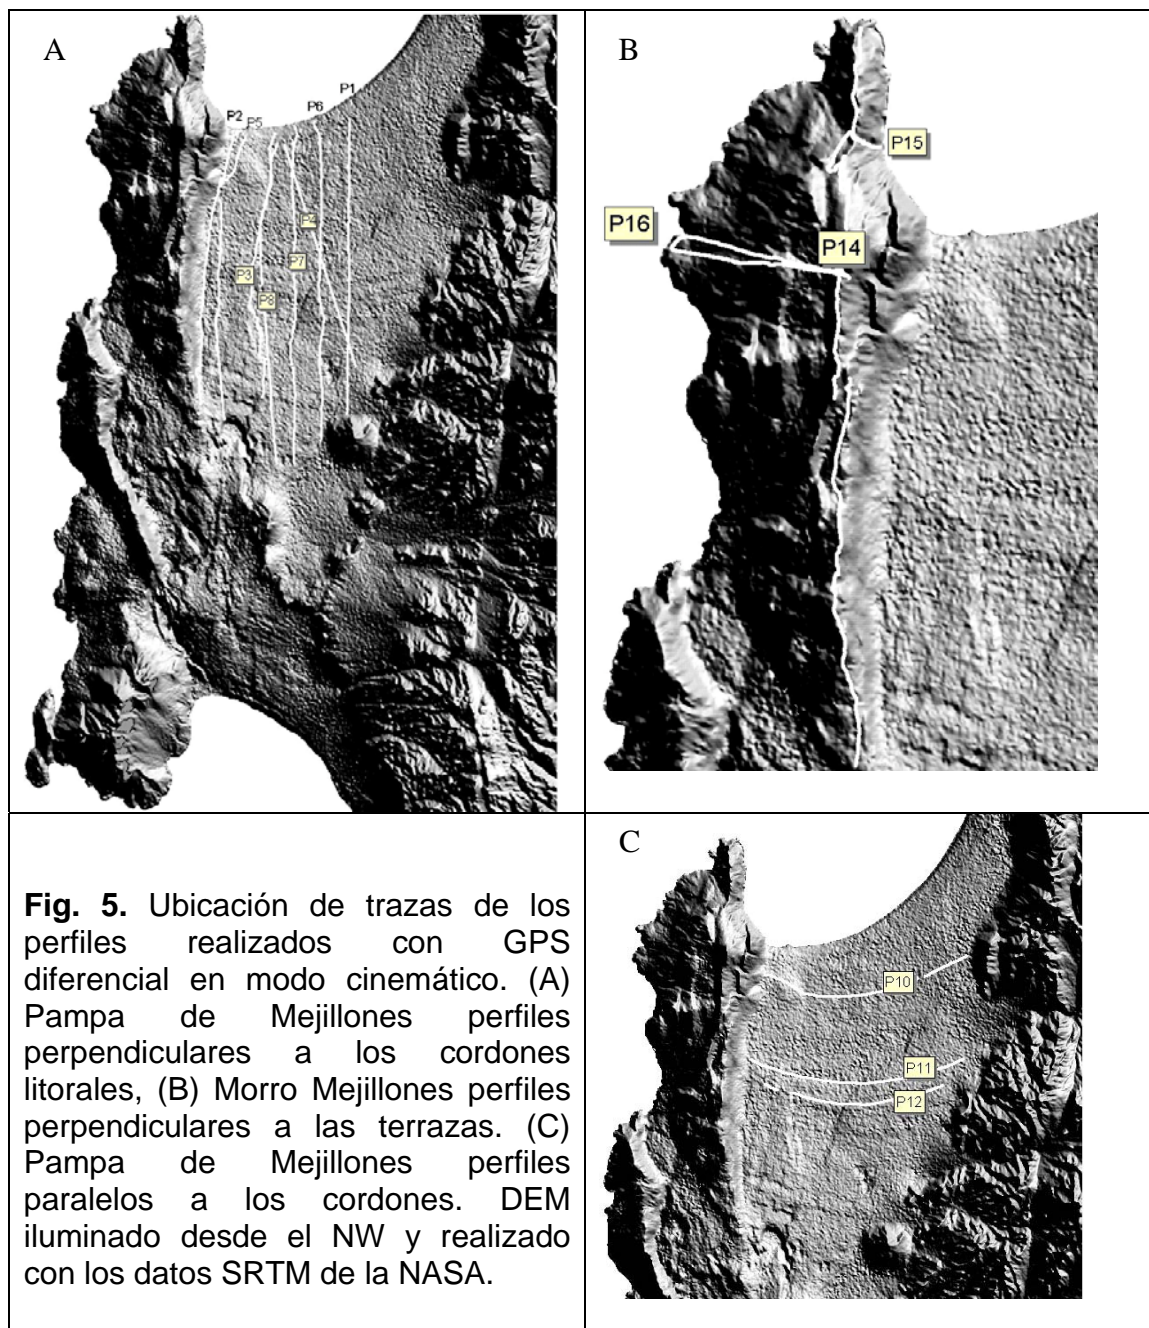 A
P1
P6
P2
P5
P4
P7
P3
P8
B
P15
P16
P14
Fig. 5. Ubicación de trazas de los
perfiles realizados con GPS
diferencial en modo cinemático. (A)
Pampa de Mejillones perfiles
perpendiculares a los cordones
litorales, (B) Morro Mejillones perfiles
perpendiculares a las terrazas. (C)
Pampa de Mejillones perfiles
paralelos a los cordones. DEM
iluminado desde el NW y realizado
con los datos SRTM de la NASA.
C
P10
P11
P12